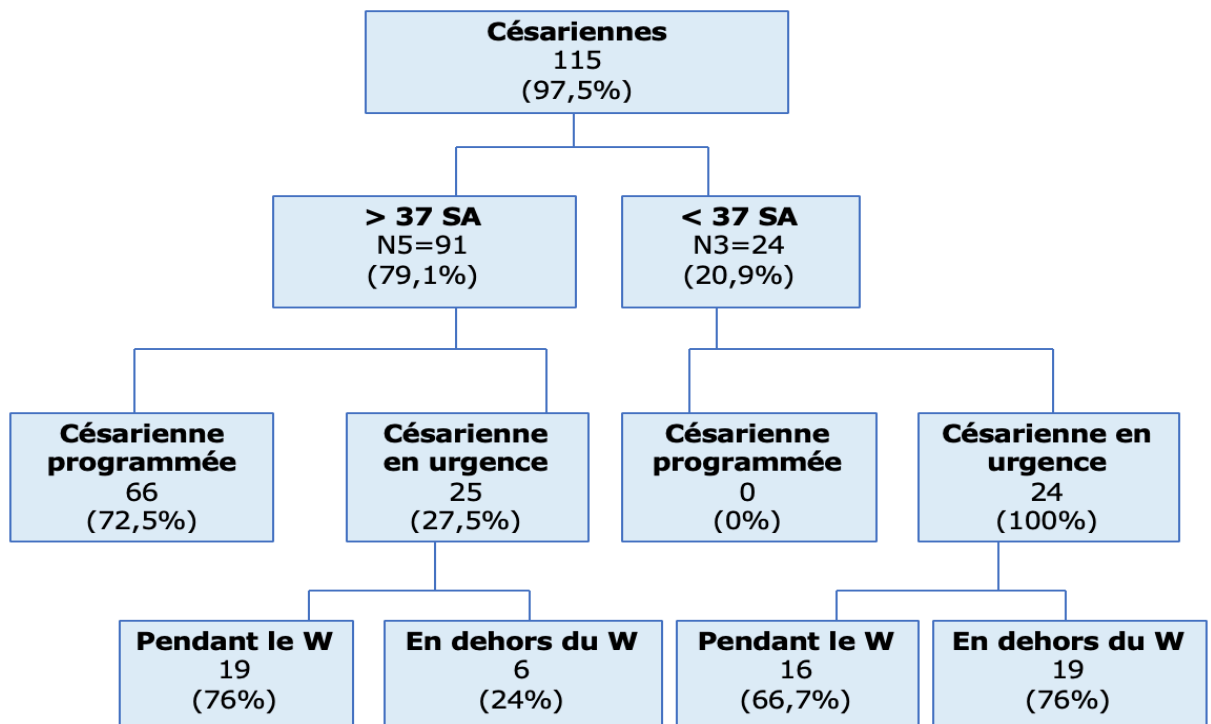 Césariennes
115
(97,5%)
> 37 SA
N5=91
(79,1%)
< 37 SA
N3=24
(20,9%)
Césarienne
programmée
66
(72,5%)
Césarienne
en urgence
25
(27,5%)
Césarienne
programmée
0
(0%)
Césarienne en
urgence
24
(100%)
Pendant le W
19
(76%)
En dehors du W
6
(24%)
Pendant le W
16
(66,7%)
En dehors du W
19
(76%)